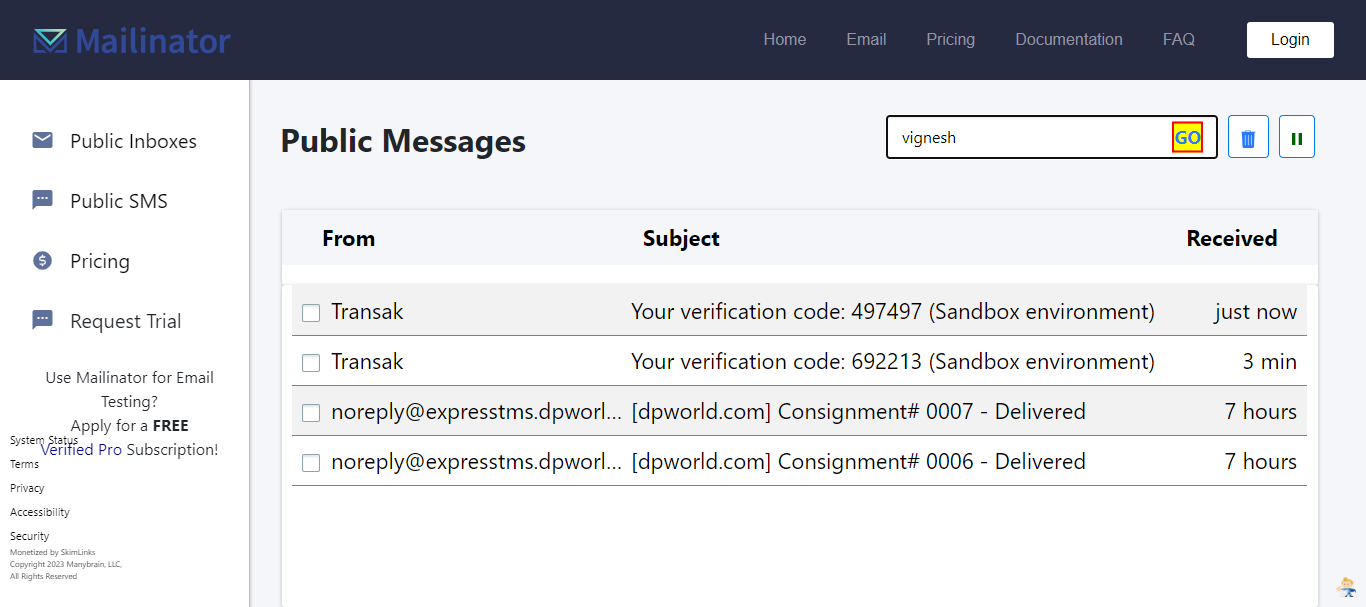 Mailinator
Home Email Pricing Documentation FAQ Login
Public Inboxes
Public SMS
Pricing
Request Trial
Use Mailinator for Email
Testing?
Apply for a FREE
Verified Pro Subscription!
System Status
Terms
Privacy
Accessibility
Security
Monetized by SkimLinks
Copyright 2023 Manybrain, LLC,
All Rights Reserved
Public Messages
vignesh GO
From Subject Received
Transak Your verification code: 497497 (Sandbox environment) just now
Transak Your verification code: 692213 (Sandbox environment) 3 min
noreply@expresstms.dpworl... [dpworld.com] Consignment# 0007 - Delivered 7 hours
noreply@expresstms.dpworl... [dpworld.com] Consignment# 0006 - Delivered 7 hours